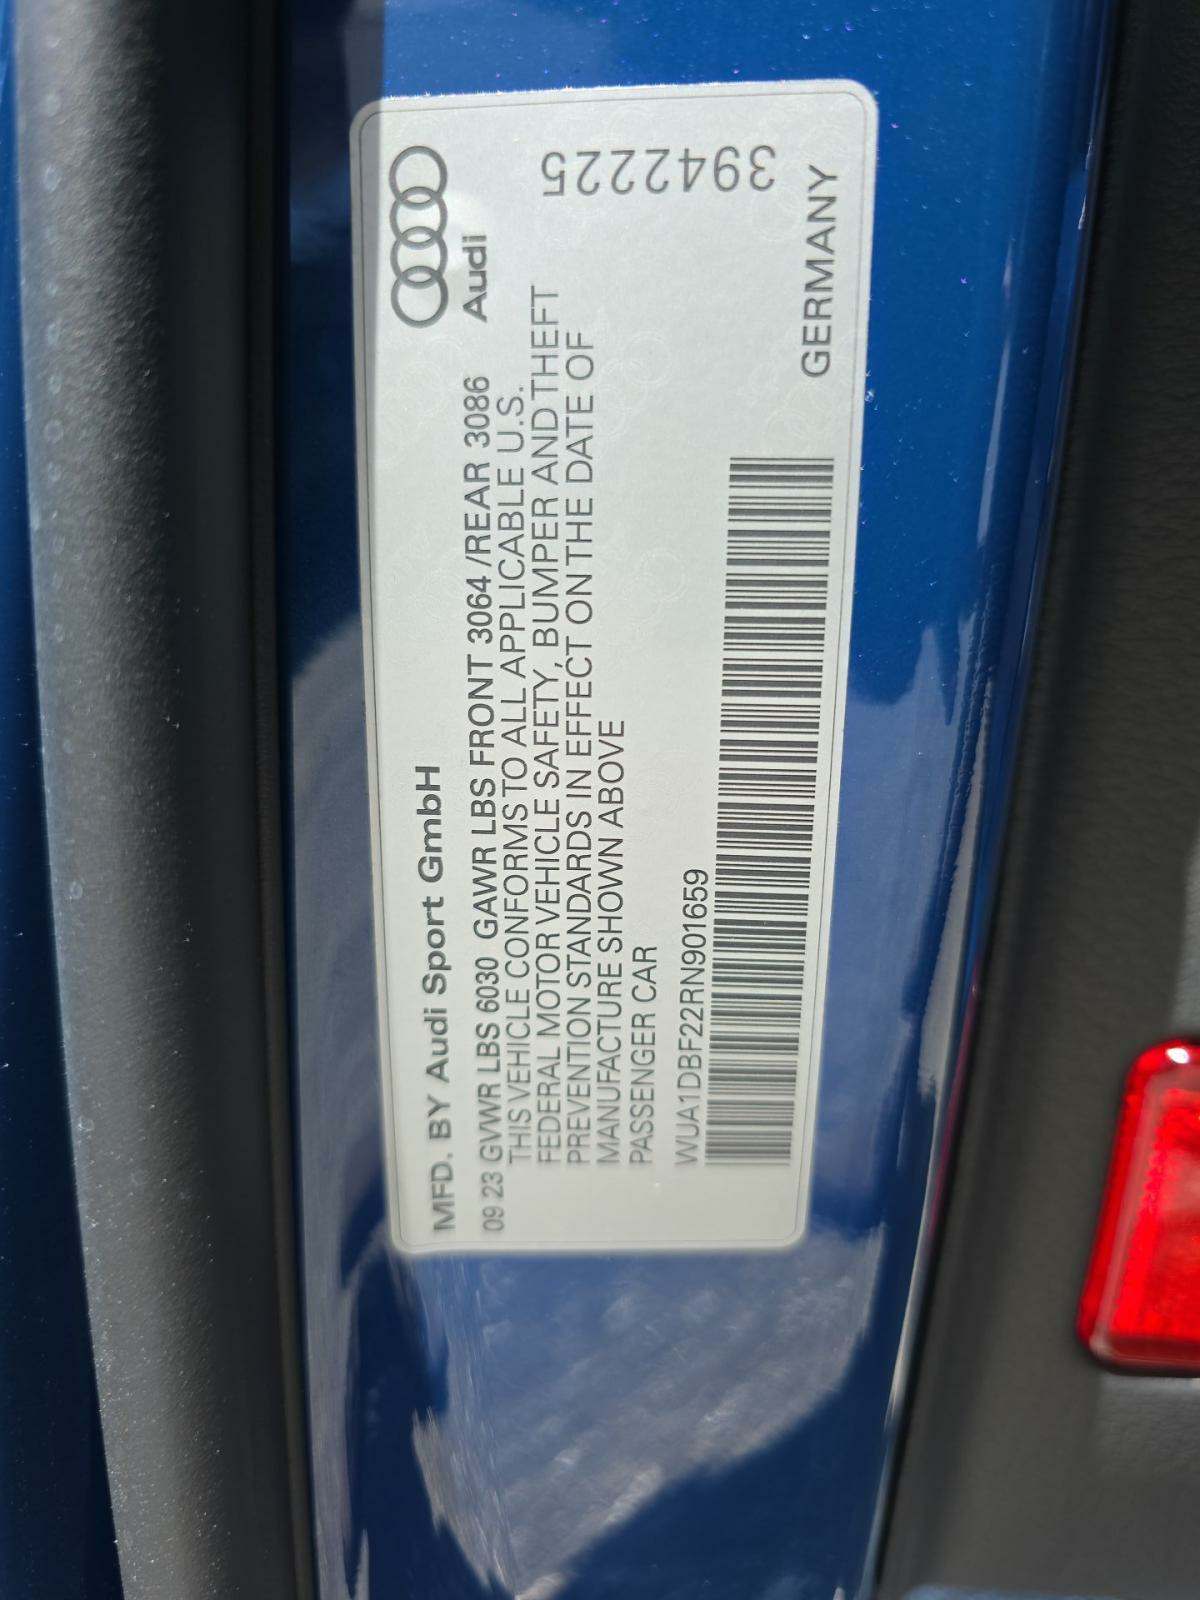 MFD. BY Audi Sport GmbH
Audi
09 23 GVWR LBS 6030 GAWR LBS FRONT 3064 /REAR 3086
THIS VEHICLE CONFORMS TO ALL APPLICABLE U.S.
FEDERAL MOTOR VEHICLE SAFETY, BUMPER AND THEFT
PREVENTION STANDARDS IN EFFECT ON THE DATE OF
MANUFACTURE SHOWN ABOVE
PASSENGER CAR
WUA1DBF22RN901659
3942225
GERMANY